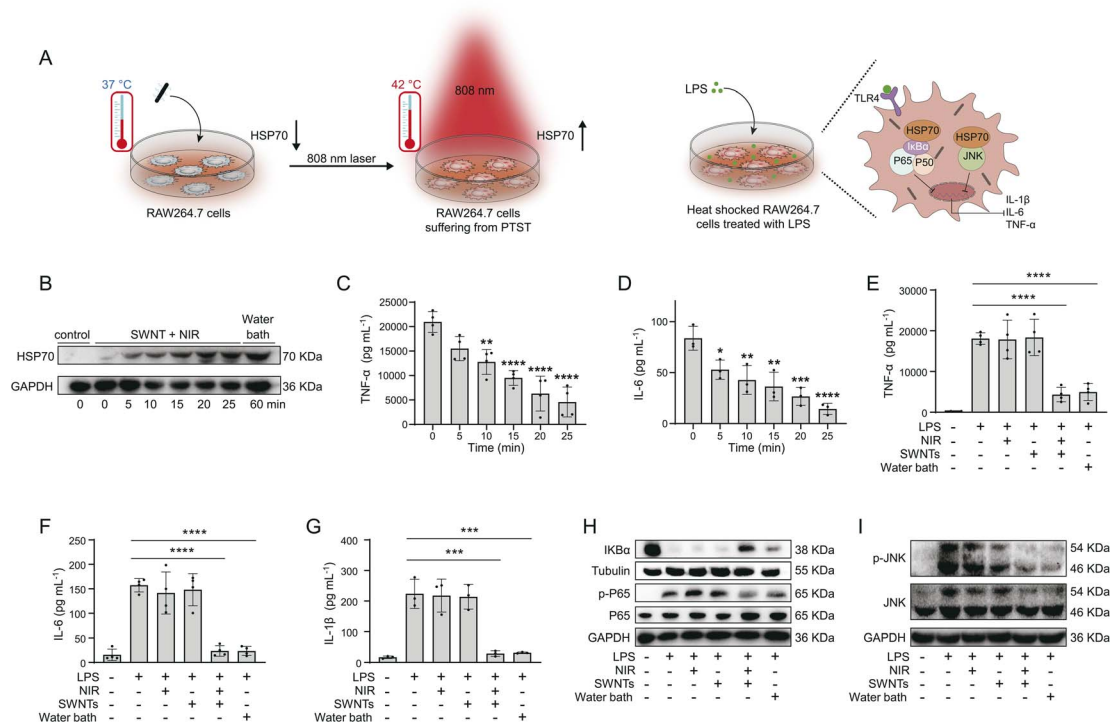 A
37 °C
HSP70
808 nm laser
RAW264.7 cells
42 °C
808 nm
HSP70
RAW264.7 cells
suffering from PTST
LPS
Heat shocked RAW264.7
cells treated with LPS
TLR4
HSP70
HSP70
IκBα
P65
P50
JNK
IL-1β
IL-6
TNF-α
B
control
SWNT + NIR
Water
bath
HSP70
70 KDa
GAPDH
36 KDa
0 0 5 10 15 20 25 60 min
C
TNF-α
(pg mL⁻¹)
25000
20000
15000
10000
5000
0
** **** **** ****
0 5 10 15 20 25
Time (min)
D
IL-6
(pg mL⁻¹)
100
50
0
* ** ** *** ****
0 5 10 15 20 25
Time (min)
E
TNF-α
(pg mL⁻¹)
30000
20000
10000
0
****
****
LPS - + + + + +
NIR - - + - + -
SWNTs - - - + + -
Water bath - - - - - +
F
IL-6
(pg mL⁻¹)
250
200
150
100
50
0
****
****
LPS - + + + + +
NIR - - + - + -
SWNTs - - - + + -
Water bath - - - - - +
G
IL-1β
(pg mL⁻¹)
400
300
200
100
0
***
***
LPS - + + + + +
NIR - - + - + -
SWNTs - - - + + -
Water bath - - - - - +
H
IKBα 38 KDa
Tubulin 55 KDa
p-P65 65 KDa
P65 65 KDa
GAPDH 36 KDa
LPS - + + + + +
NIR - - + - + -
SWNTs - - - + + -
Water bath - - - - - +
I
p-JNK
54 KDa
46 KDa
JNK
54 KDa
46 KDa
GAPDH 36 KDa
LPS - + + + + +
NIR - - + - + -
SWNTs - - - + + -
Water bath - - - - - +